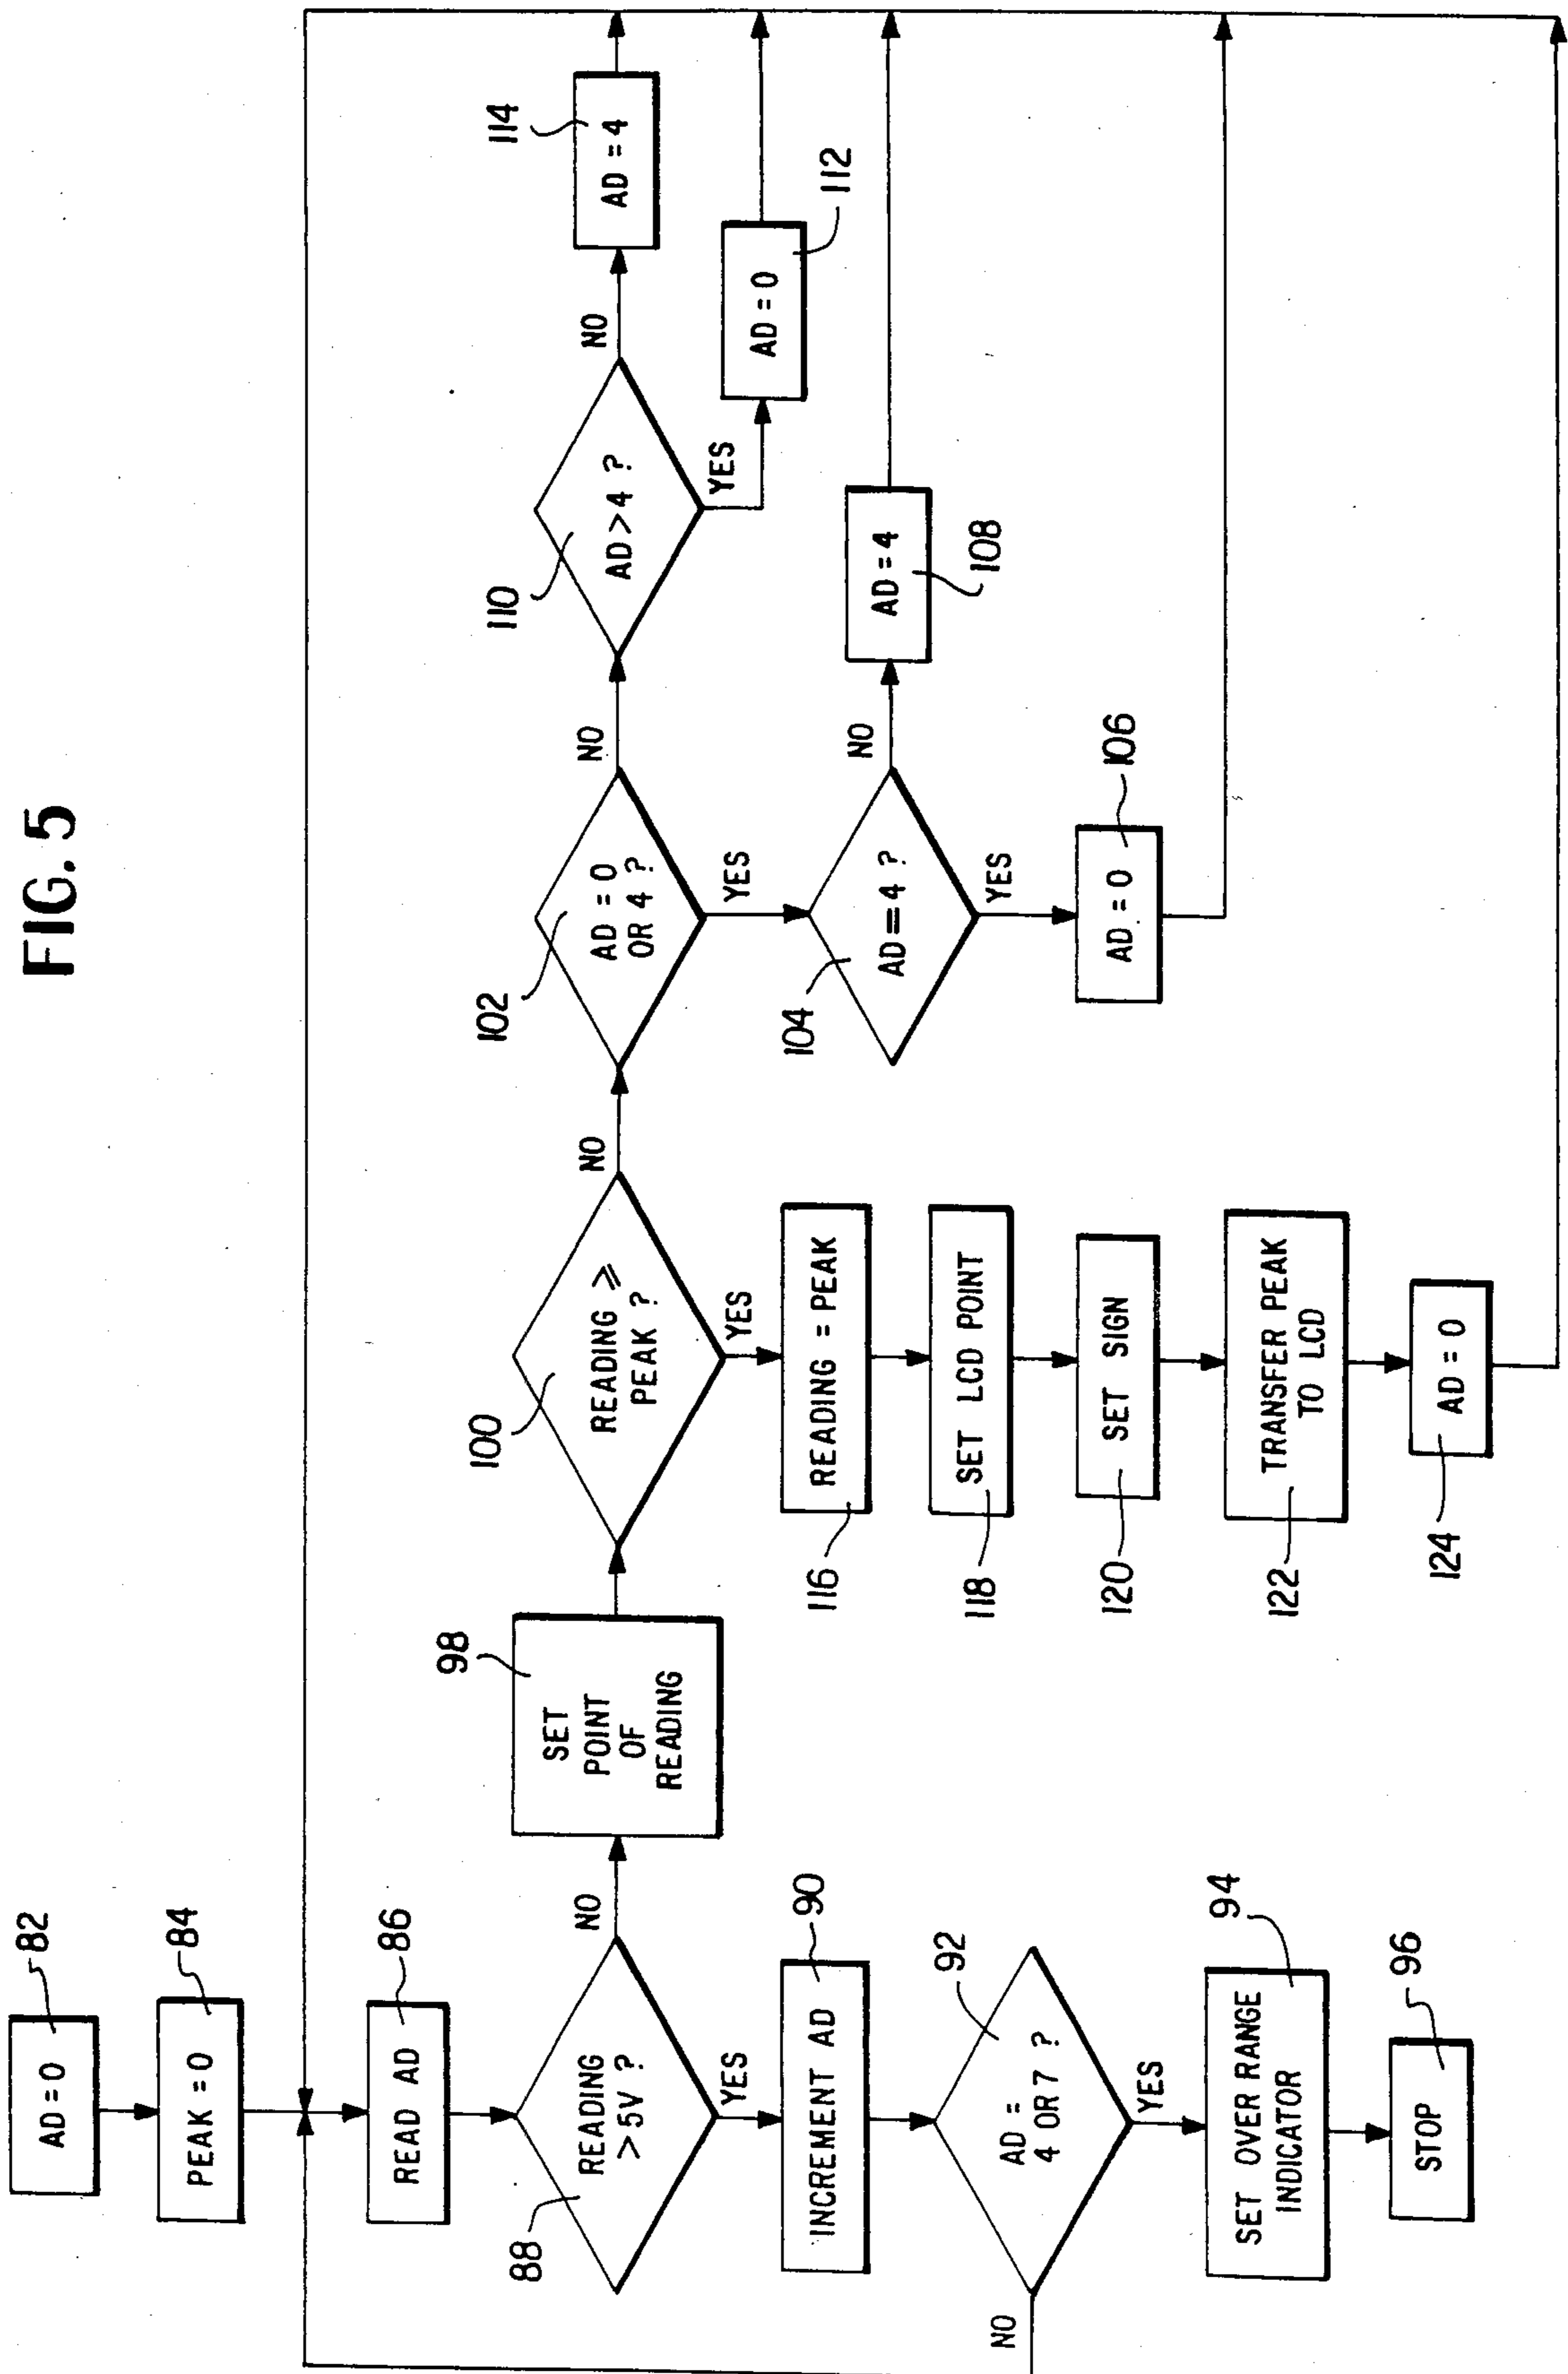 FIG. 5
AD = 0
82
PEAK = 0
84
READ AD
86
READING
> 5V ?
88
YES
NO
INCREMENT AD
90
AD =
4 OR 7 ?
92
NO
YES
SET OVER RANGE
INDICATOR
94
STOP
96
SET
POINT
OF
READING
98
READING ⩾
PEAK ?
100
NO
YES
READING = PEAK
116
SET LCD POINT
118
SET SIGN
120
TRANSFER PEAK
TO LCD
122
AD = 0
124
AD = 0
OR 4 ?
102
NO
YES
AD = 4 ?
104
NO
YES
AD = 0
106
AD = 4
108
AD > 4 ?
110
NO
YES
AD = 0
112
AD = 4
114